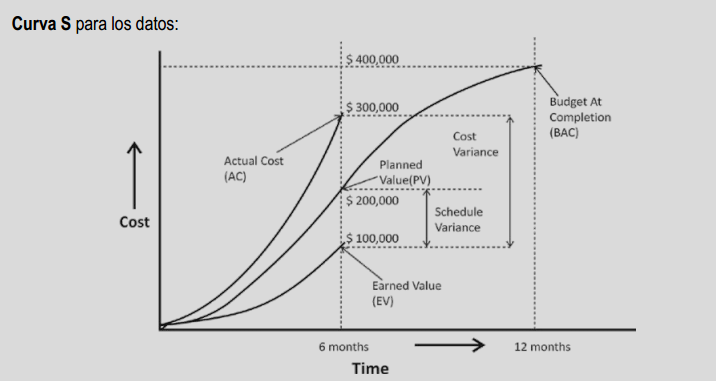 Curva S para los datos:
$ 400,000
$ 300,000
Budget At
Completion
(BAC)
Cost
Variance
Actual Cost
(AC)
Planned
Value(PV)
$ 200,000
Schedule
Variance
Cost
$ 100,000
Earned Value
(EV)
6 months
12 months
Time